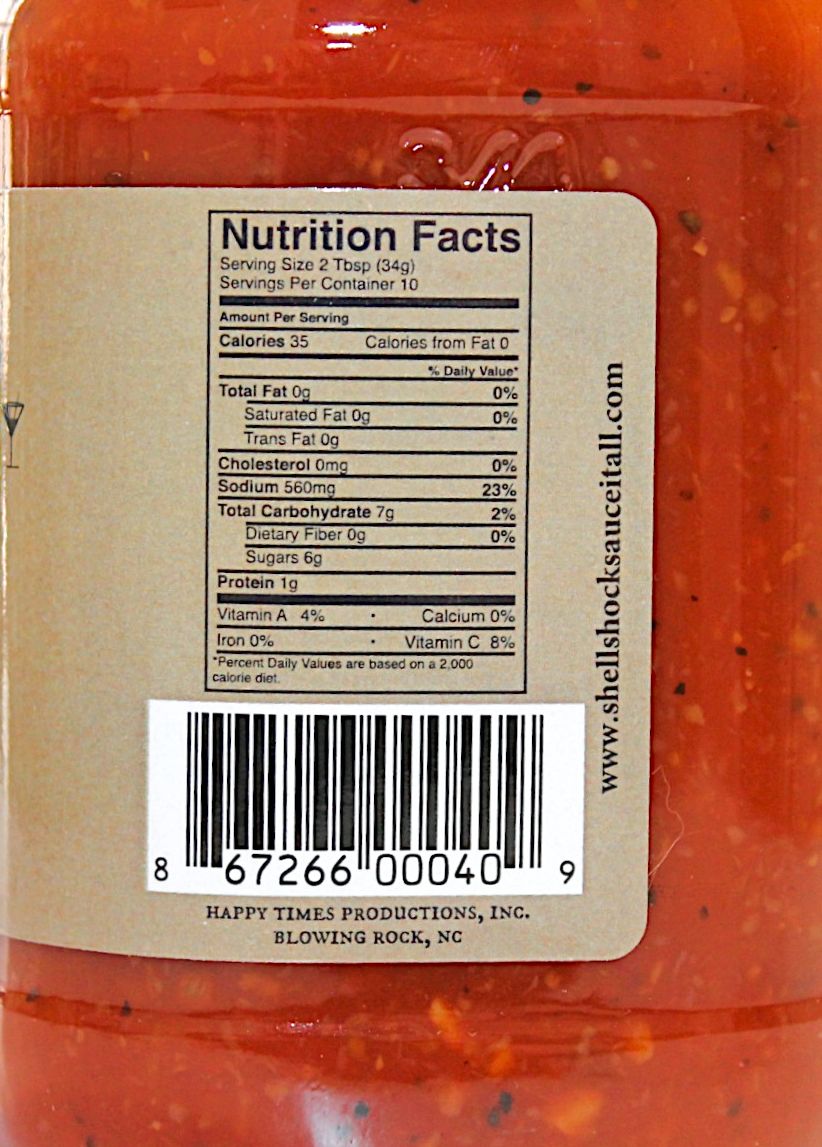 Nutrition Facts
Serving Size 2 Tbsp (34g)
Servings Per Container 10
Amount Per Serving
Calories 35 Calories from Fat 0
% Daily Value*
Total Fat 0g 0%
Saturated Fat 0g 0%
Trans Fat 0g
Cholesterol 0mg 0%
Sodium 560mg 23%
Total Carbohydrate 7g 2%
Dietary Fiber 0g 0%
Sugars 6g
Protein 1g
Vitamin A 4% · Calcium 0%
Iron 0% · Vitamin C 8%
*Percent Daily Values are based on a 2,000
calorie diet.
8 67266 00040 9
HAPPY TIMES PRODUCTIONS, INC.
BLOWING ROCK, NC
www.shellshocksauceitall.com